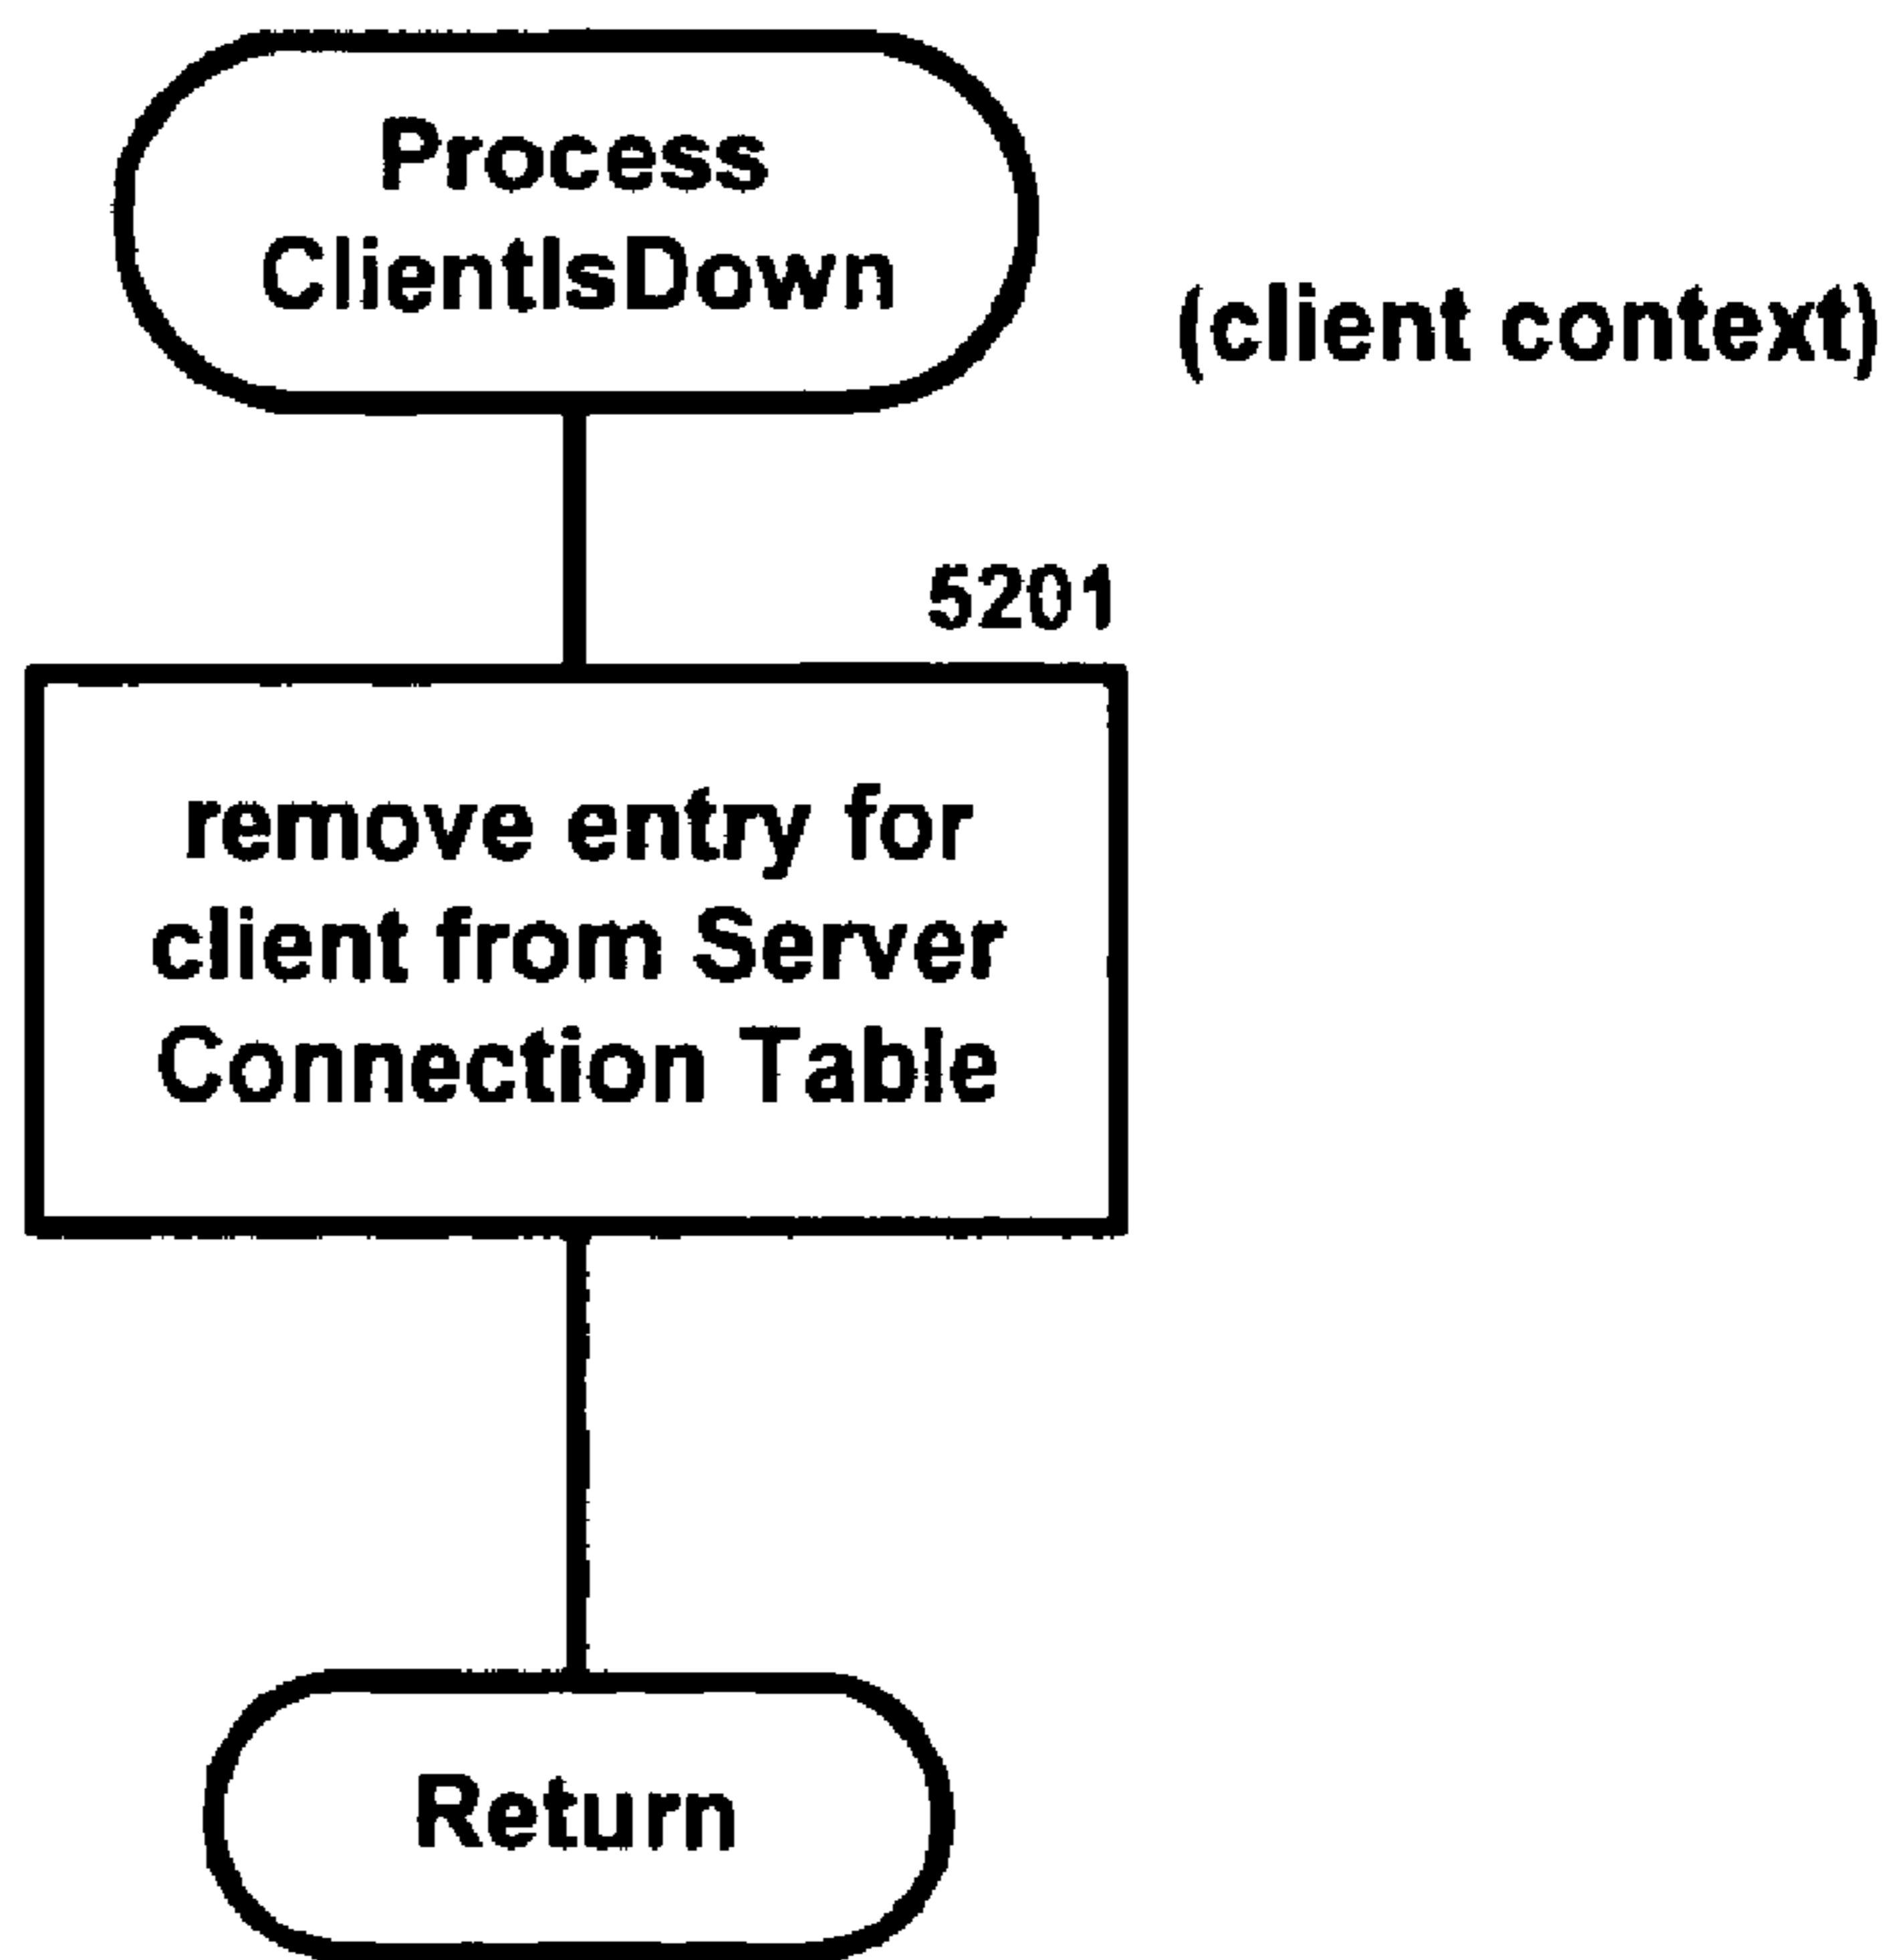 Process
ClientIsDown
(client context)
5201
remove entry for
client from Server
Connection Table
Return